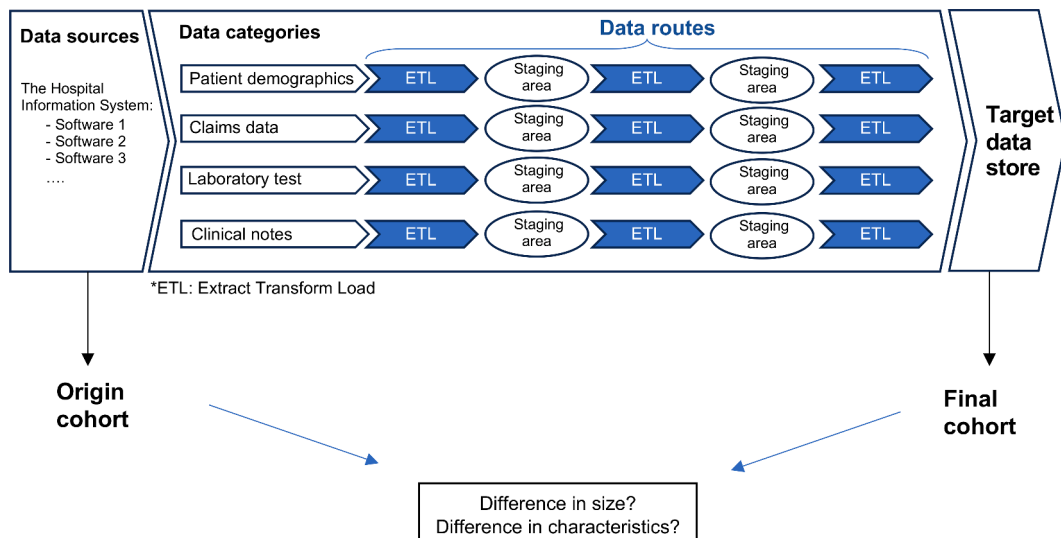 Data sources
The Hospital
Information System:
- Software 1
- Software 2
- Software 3
....
Data categories
Data routes
Patient demographics
ETL
Staging
area
ETL
Staging
area
ETL
Claims data
ETL
Staging
area
ETL
Staging
area
ETL
Laboratory test
ETL
Staging
area
ETL
Staging
area
ETL
Clinical notes
ETL
Staging
area
ETL
Staging
area
ETL
Target
data
store
*ETL: Extract Transform Load
Origin
cohort
Final
cohort
Difference in size?
Difference in characteristics?